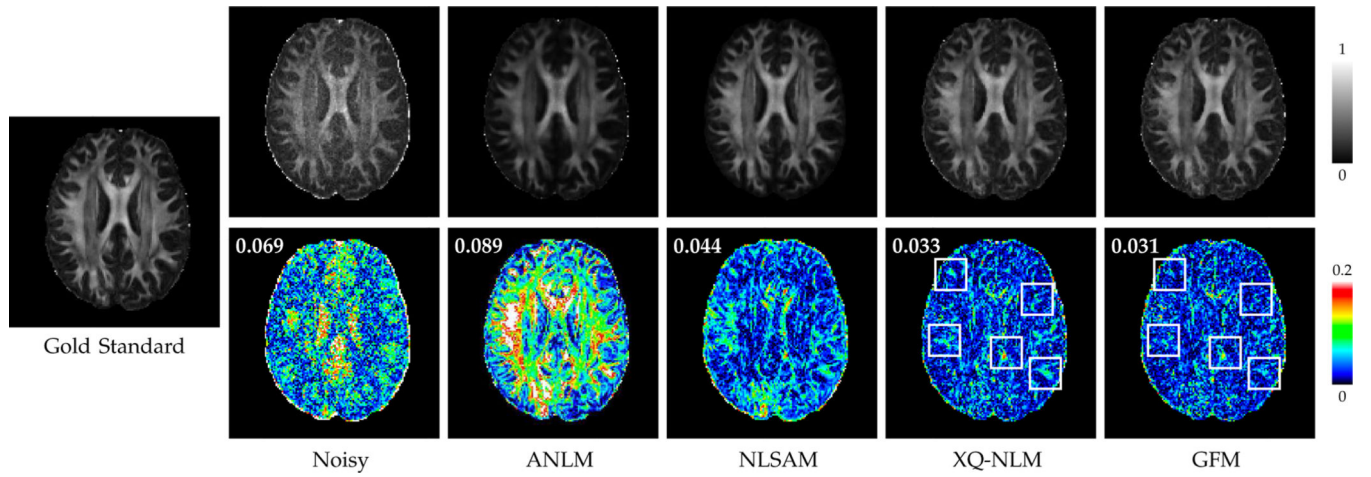 1
0
0.069
0.089
0.044
0.033
0.031
0.2
0
Gold Standard
Noisy
ANLM
NLSAM
XQ-NLM
GFM